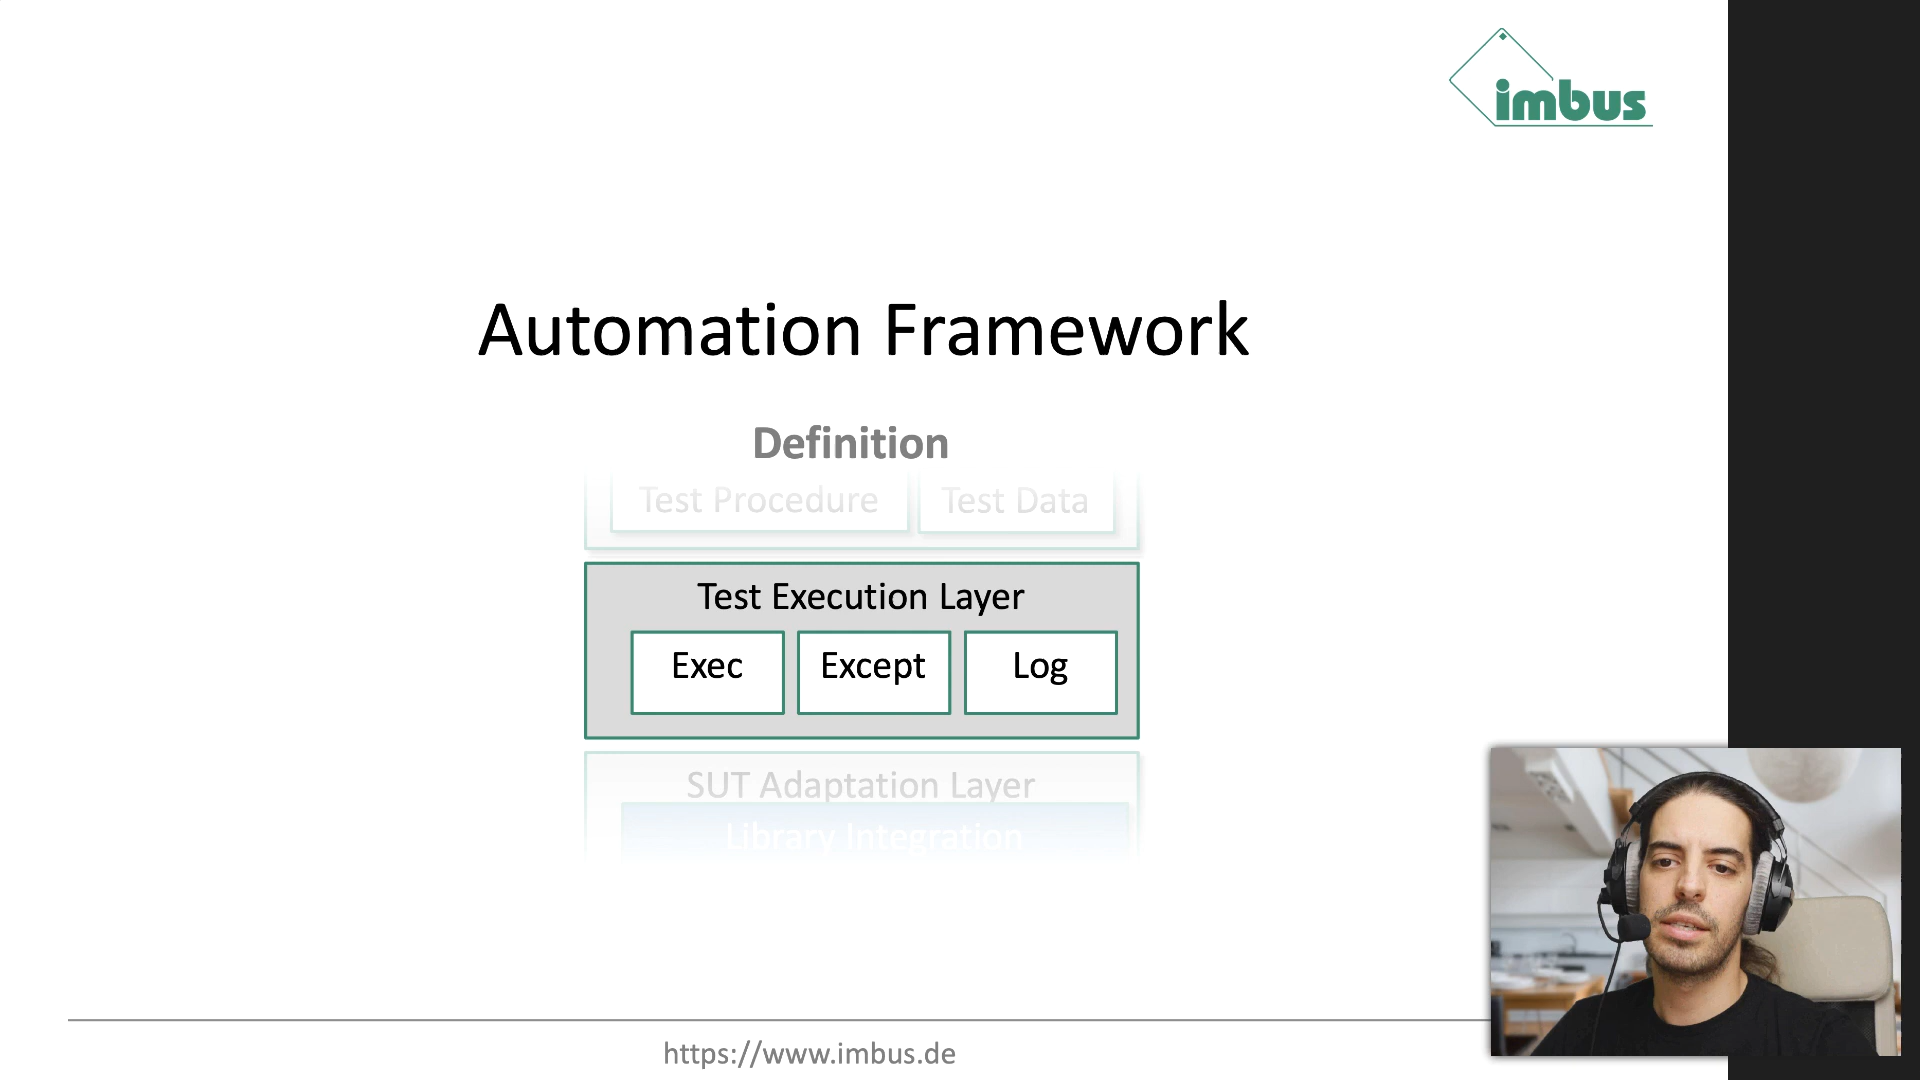 imbus
Automation Framework
Definition
Test Procedure Test Data
Test Execution Layer
Exec Except Log
SUT Adaptation Layer
Library Integration
https://www.imbus.de